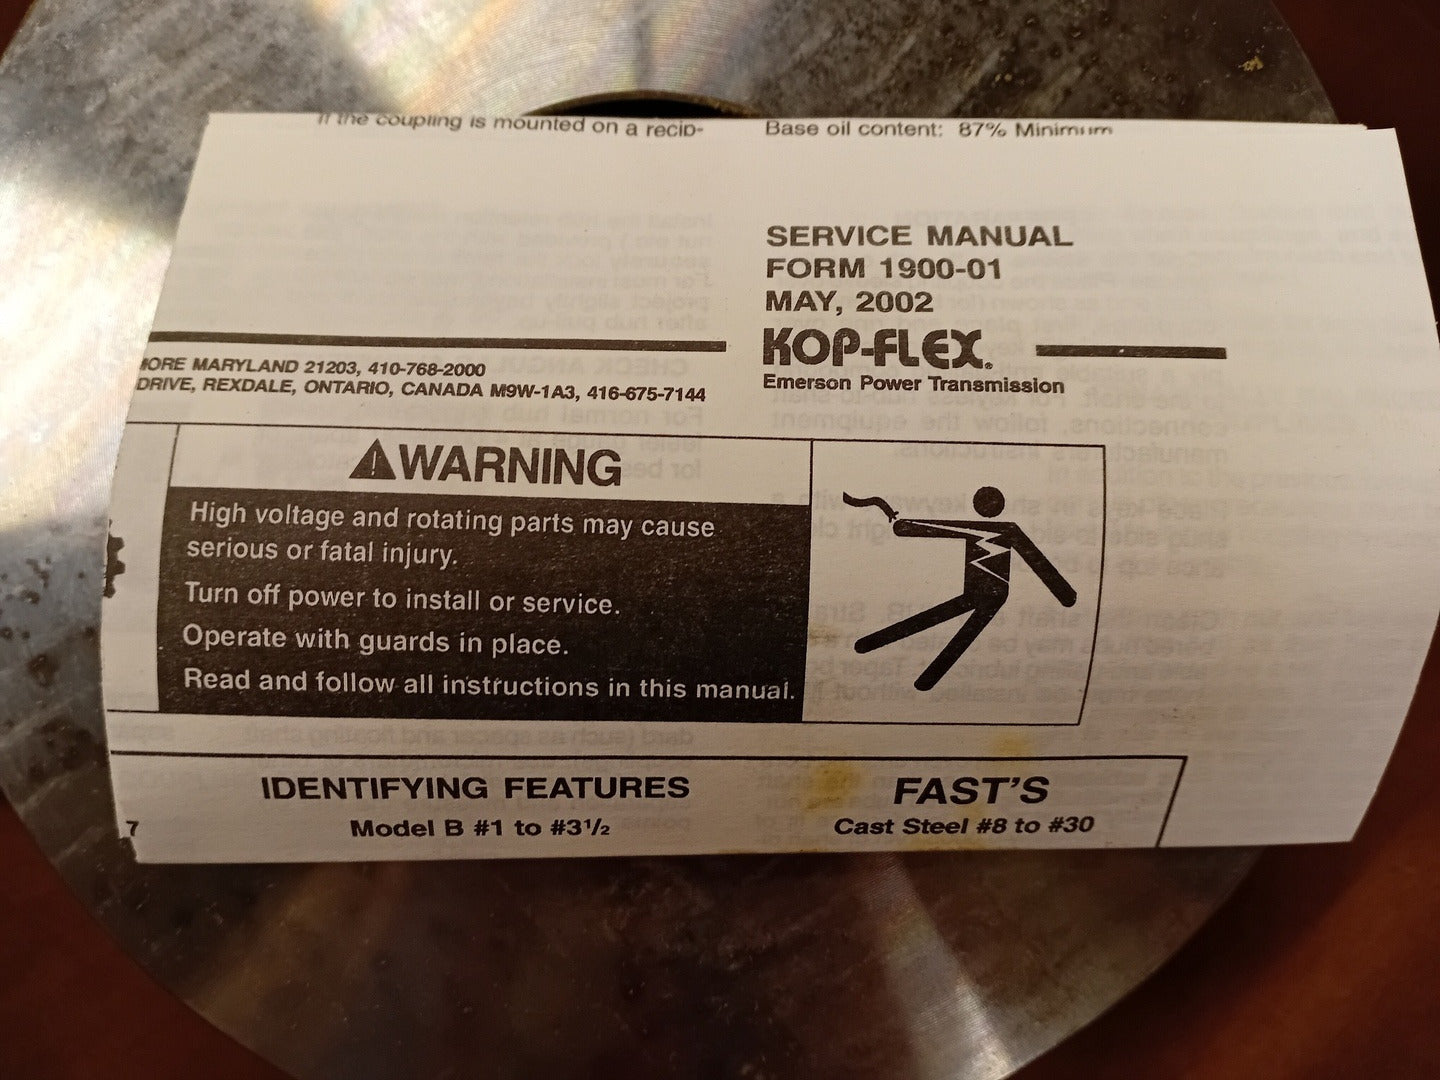 If the coupling is mounted on a recip-
Base oil content: 87% Minimum
SERVICE MANUAL
FORM 1900-01
MAY, 2002
KOP-FLEX®
Emerson Power Transmission
MORE MARYLAND 21203, 410-768-2000
DRIVE, REXDALE, ONTARIO, CANADA M9W-1A3, 416-675-7144
WARNING
High voltage and rotating parts may cause
serious or fatal injury.
Turn off power to install or service.
Operate with guards in place.
Read and follow all instructions in this manual.
IDENTIFYING FEATURES
Model B #1 to #3½
FAST'S
Cast Steel #8 to #30
7